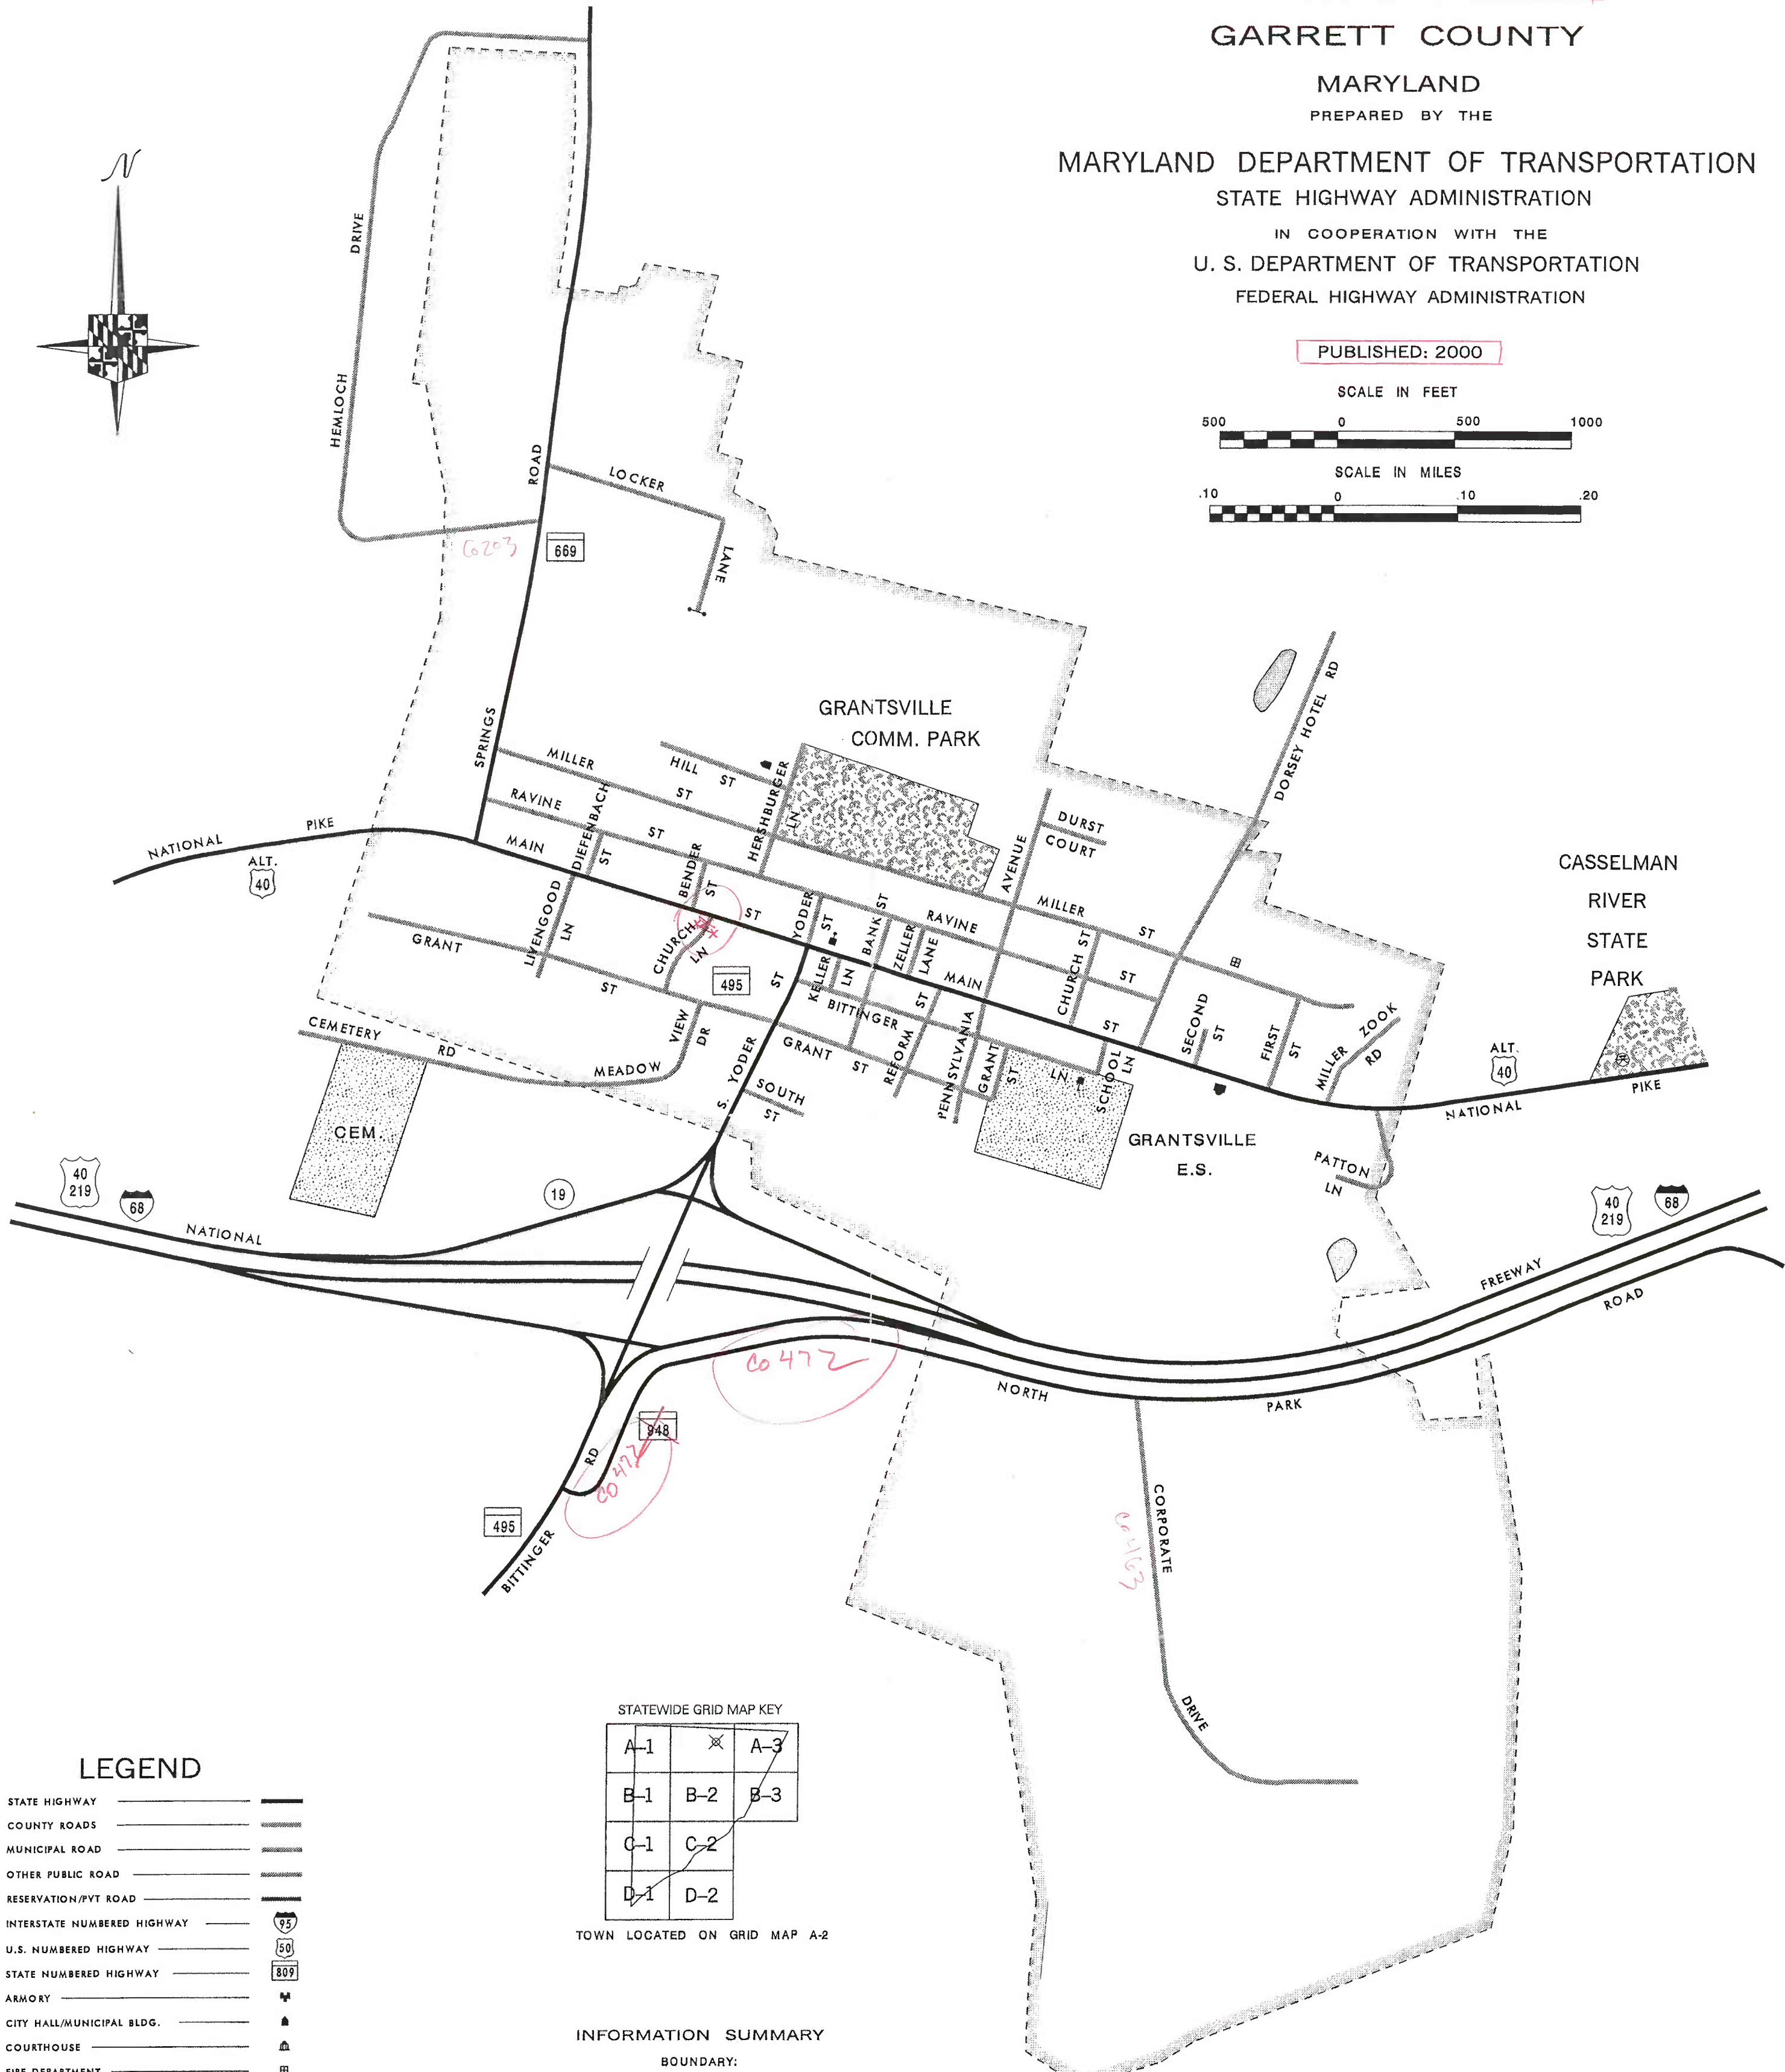 GARRETT COUNTY
MARYLAND
PREPARED BY THE
MARYLAND DEPARTMENT OF TRANSPORTATION
STATE HIGHWAY ADMINISTRATION
IN COOPERATION WITH THE
U. S. DEPARTMENT OF TRANSPORTATION
FEDERAL HIGHWAY ADMINISTRATION
PUBLISHED: 2000
SCALE IN FEET
500 0 500 1000
SCALE IN MILES
.10 0 .10 .20
N
HEMLOCH DRIVE
SPRINGS ROAD
LOCKER LANE
Co203
669
GRANTSVILLE
COMM. PARK
DORSEY HOTEL RD
MILLER ST
HILL ST
HERSHBURGER LN
RAVINE ST
DIEFENBACH ST
MAIN ST
NATIONAL PIKE
ALT.
40
BENDER ST
LIVENGOOD LN
CHURCH LN
GRANT ST
495
YODER ST
KELLER LN
BANK ST
ZELLER LANE
RAVINE ST
MAIN ST
AVENUE
DURST
COURT
MILLER ST
CHURCH ST
SECOND ST
FIRST ST
MILLER ZOOK RD
CASSELMAN
RIVER
STATE
PARK
ALT.
40
NATIONAL PIKE
CEMETERY RD
MEADOW VIEW DR
S. YODER ST
SOUTH ST
BITTINGER LN
GRANT ST
REFORM ST
PENNSYLVANIA
GRANT ST
SCHOOL LN
GRANTSVILLE
E.S.
PATTON LN
CEM.
40
219
68
19
NATIONAL FREEWAY
40
219
68
NORTH PARK ROAD
Co 472
948
CO 472
495
BITTINGER RD
CORPORATE DRIVE
Co 463
STATEWIDE GRID MAP KEY
A-1 A-3
B-1 B-2 B-3
C-1 C-2
D-1 D-2
TOWN LOCATED ON GRID MAP A-2
LEGEND
STATE HIGHWAY
COUNTY ROADS
MUNICIPAL ROAD
OTHER PUBLIC ROAD
RESERVATION/PVT ROAD
INTERSTATE NUMBERED HIGHWAY 95
U.S. NUMBERED HIGHWAY 50
STATE NUMBERED HIGHWAY 809
ARMORY
CITY HALL/MUNICIPAL BLDG.
COURTHOUSE
FIRE DEPARTMENT
INFORMATION SUMMARY
BOUNDARY: